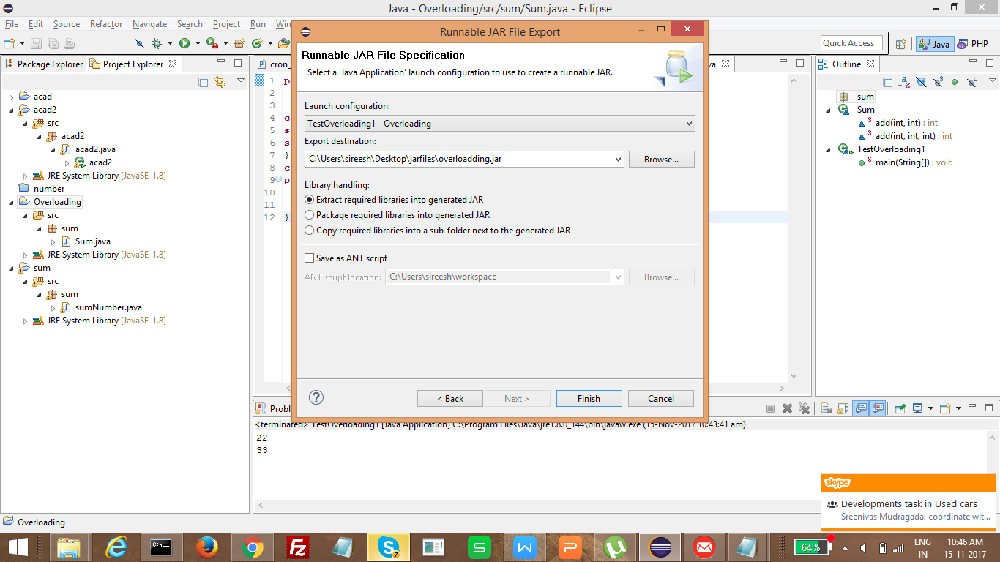 Java - Overloading/src/sum/Sum.java - Eclipse
File Edit Source Refactor Navigate Search Project Run Win
Quick Access
Java
PHP
Package Explorer
Project Explorer
acad
acad2
src
acad2
acad2.java
acad2
JRE System Library [JavaSE-1.8]
number
Overloading
src
sum
Sum.java
JRE System Library [JavaSE-1.8]
sum
src
sum
sumNumber.java
JRE System Library [JavaSE-1.8]
cron_
1
2
3
4
5
6
7 }
8
9
10
11
12 }
Runnable JAR File Export
Runnable JAR File Specification
Select a 'Java Application' launch configuration to use to create a runnable JAR.
Launch configuration:
TestOverloading1 - Overloading
Export destination:
C:\Users\sireesh\Desktop\jarfiles\overloadding.jar
Browse...
Library handling:
Extract required libraries into generated JAR
Package required libraries into generated JAR
Copy required libraries into a sub-folder next to the generated JAR
Save as ANT script
ANT script location:
C:\Users\sireesh\workspace
Browse...
?
< Back
Next >
Finish
Cancel
Outline
sum
Sum
S add(int, int) : int
S add(int, int, int) : int
TestOverloading1
S main(String[]) : void
Probl
<terminated> TestOverloading1 [Java Application] C:\Program Files\Java\jre1.8.0_144\bin\javaw.exe (15-Nov-2017 10:43:41 am)
22
33
skype
Developments task in Used cars
Sreenivas Mudragada: coordinate wit...
Overloading
7
64%
ENG
IN
10:46 AM
15-11-2017